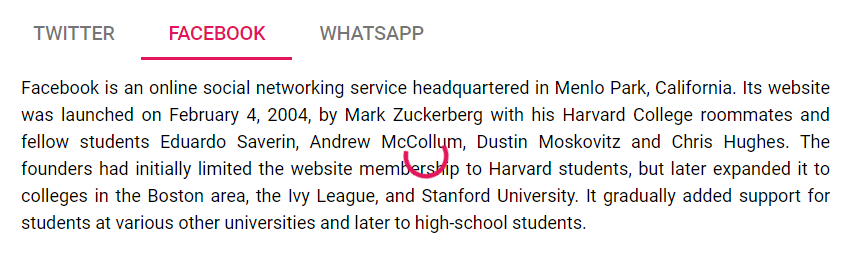 TWITTER FACEBOOK WHATSAPP
Facebook is an online social networking service headquartered in Menlo Park, California. Its website
was launched on February 4, 2004, by Mark Zuckerberg with his Harvard College roommates and
fellow students Eduardo Saverin, Andrew McCollum, Dustin Moskovitz and Chris Hughes. The
founders had initially limited the website membership to Harvard students, but later expanded it to
colleges in the Boston area, the Ivy League, and Stanford University. It gradually added support for
students at various other universities and later to high-school students.